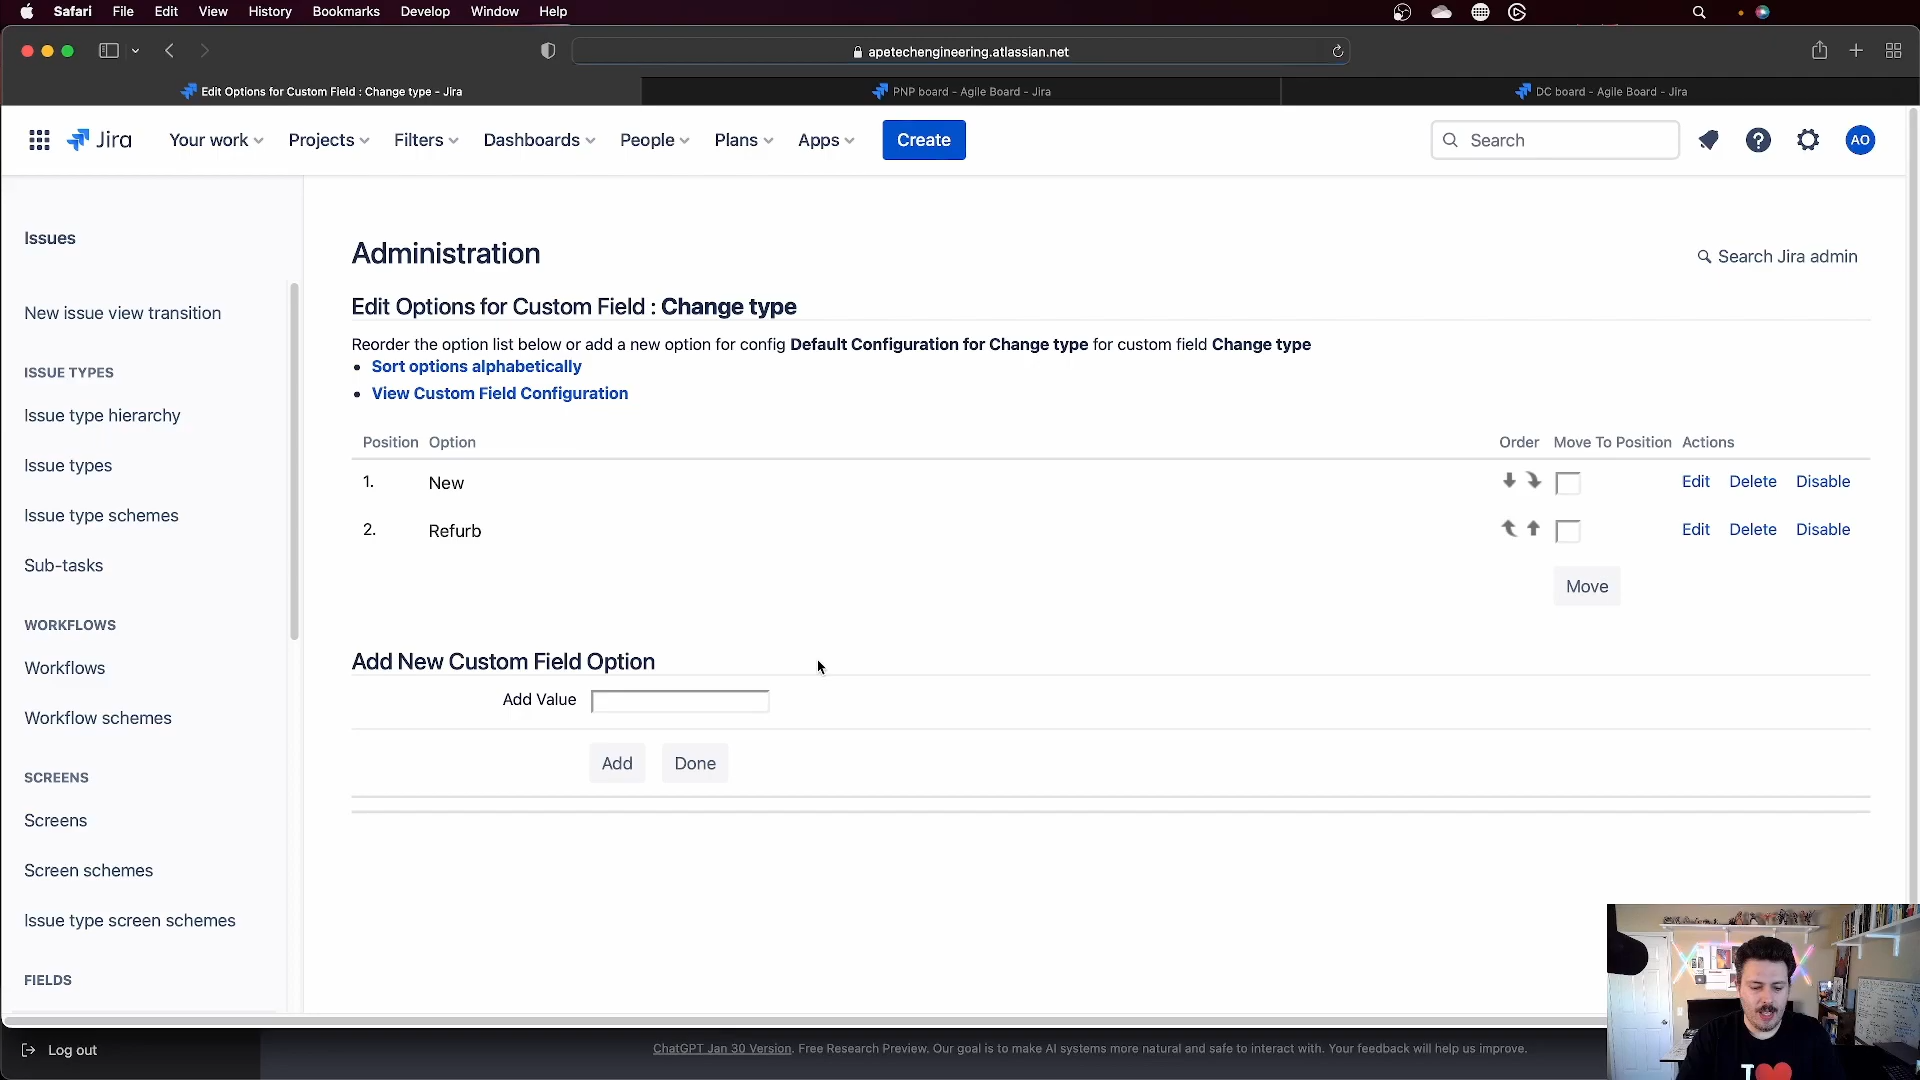 Safari File Edit View History Bookmarks Develop Window Help
apetechengineering.atlassian.net
Edit Options for Custom Field : Change type - Jira
PNP board - Agile Board - Jira
DC board - Agile Board - Jira
Jira Your work Projects Filters Dashboards People Plans Apps Create Search AO
Issues
New issue view transition
ISSUE TYPES
Issue type hierarchy
Issue types
Issue type schemes
Sub-tasks
WORKFLOWS
Workflows
Workflow schemes
SCREENS
Screens
Screen schemes
Issue type screen schemes
FIELDS
Log out
Administration
Search Jira admin
Edit Options for Custom Field : Change type
Reorder the option list below or add a new option for config Default Configuration for Change type for custom field Change type
• Sort options alphabetically
• View Custom Field Configuration
Position Option Order Move To Position Actions
1. New Edit Delete Disable
2. Refurb Edit Delete Disable
Move
Add New Custom Field Option
Add Value
Add Done
ChatGPT Jan 30 Version. Free Research Preview. Our goal is to make AI systems more natural and safe to interact with. Your feedback will help us improve.
I